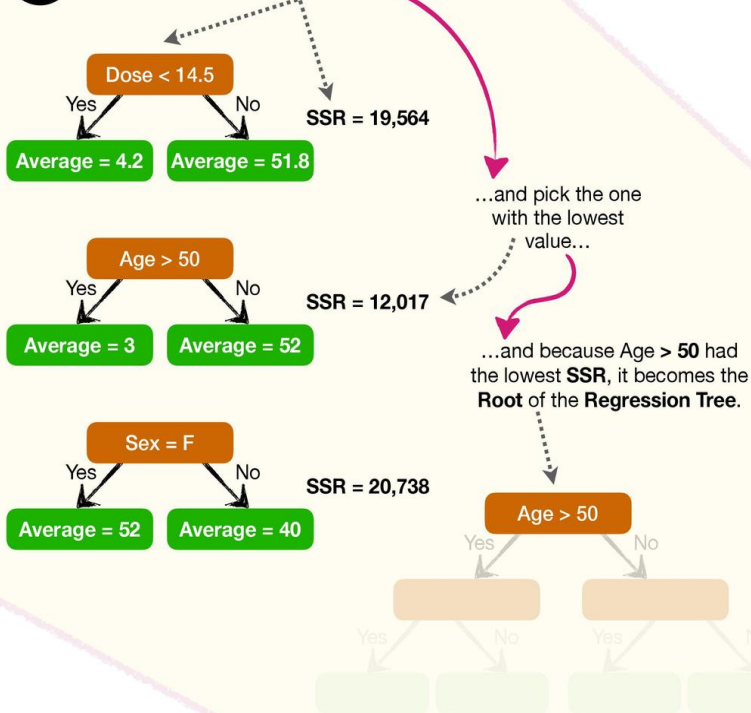 Dose < 14.5
Yes
No
Average = 4.2
Average = 51.8
SSR = 19,564
Age > 50
Yes
No
Average = 3
Average = 52
SSR = 12,017
Sex = F
Yes
No
Average = 52
Average = 40
SSR = 20,738
…and pick the one
with the lowest
value…
…and because Age > 50 had
the lowest SSR, it becomes the
Root of the Regression Tree.
Age > 50
Yes
No
Yes
No
Yes